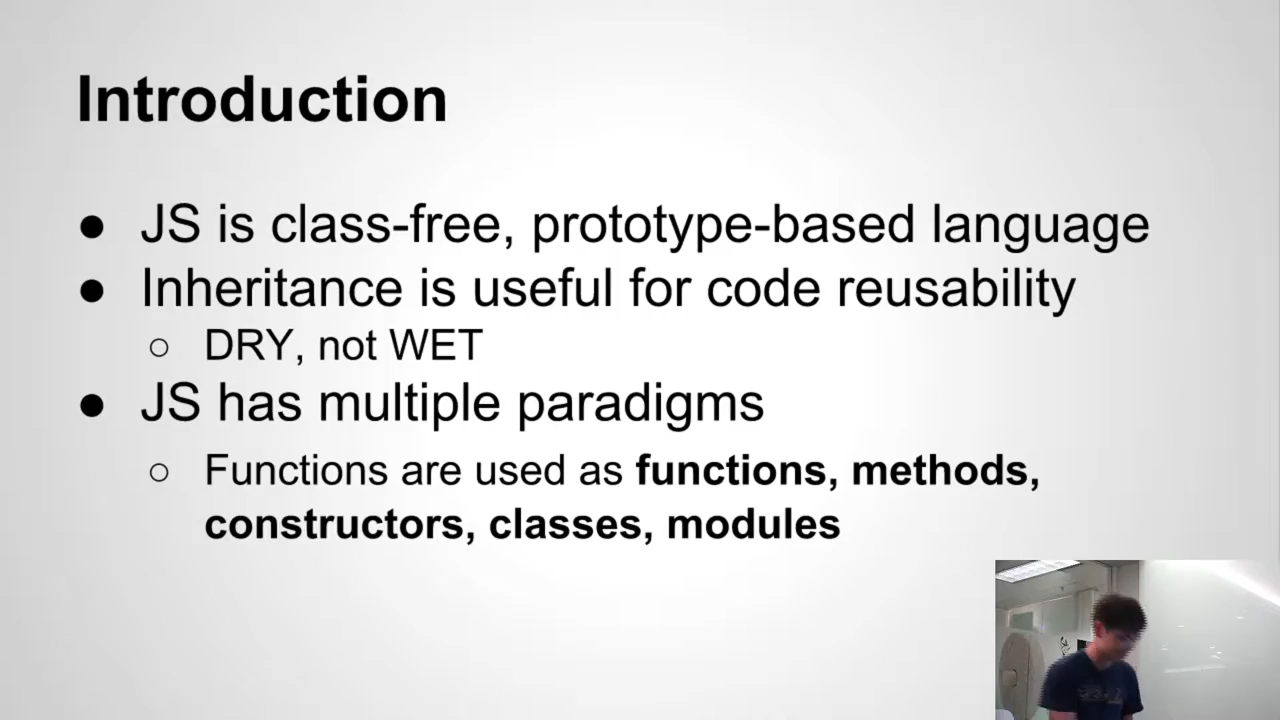 Introduction
● JS is class-free, prototype-based language
● Inheritance is useful for code reusability
○ DRY, not WET
● JS has multiple paradigms
○ Functions are used as functions, methods,
constructors, classes, modules